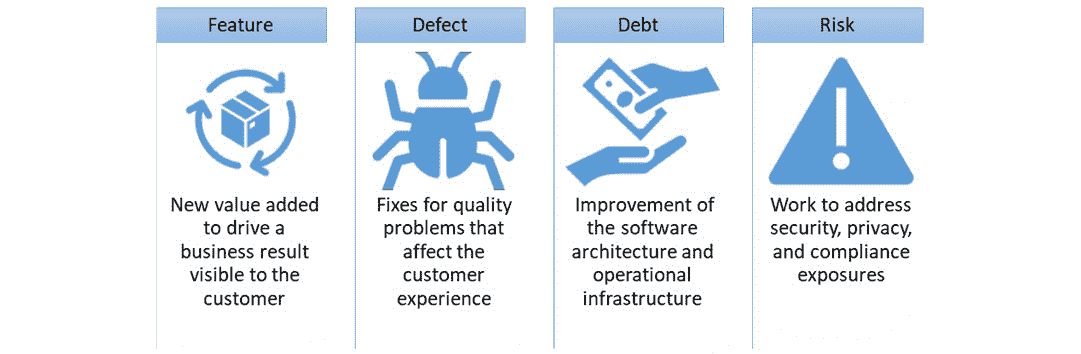 Feature
New value added
to drive a
business result
visible to the
customer
Defect
Fixes for quality
problems that
affect the
customer
experience
Debt
Improvement of
the software
architecture and
operational
infrastructure
Risk
Work to address
security, privacy,
and compliance
exposures